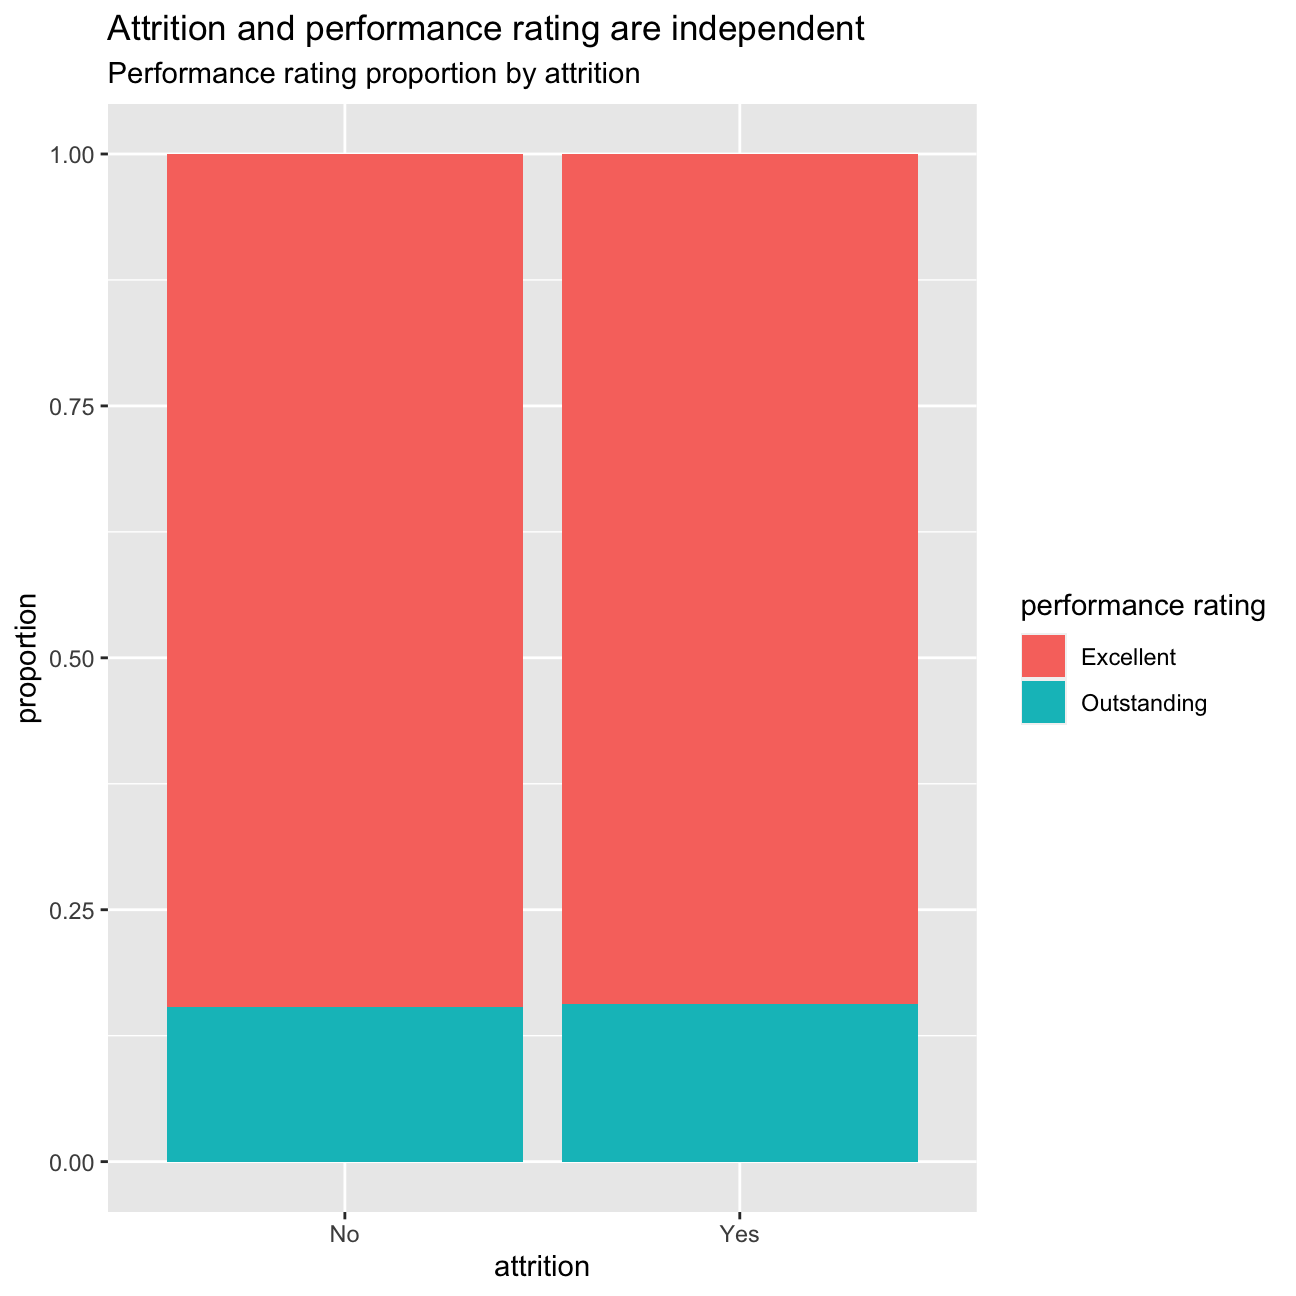 Attrition and performance rating are independent
Performance rating proportion by attrition
1.00
0.75
0.50
0.25
0.00
proportion
No
Yes
attrition
performance rating
Excellent
Outstanding